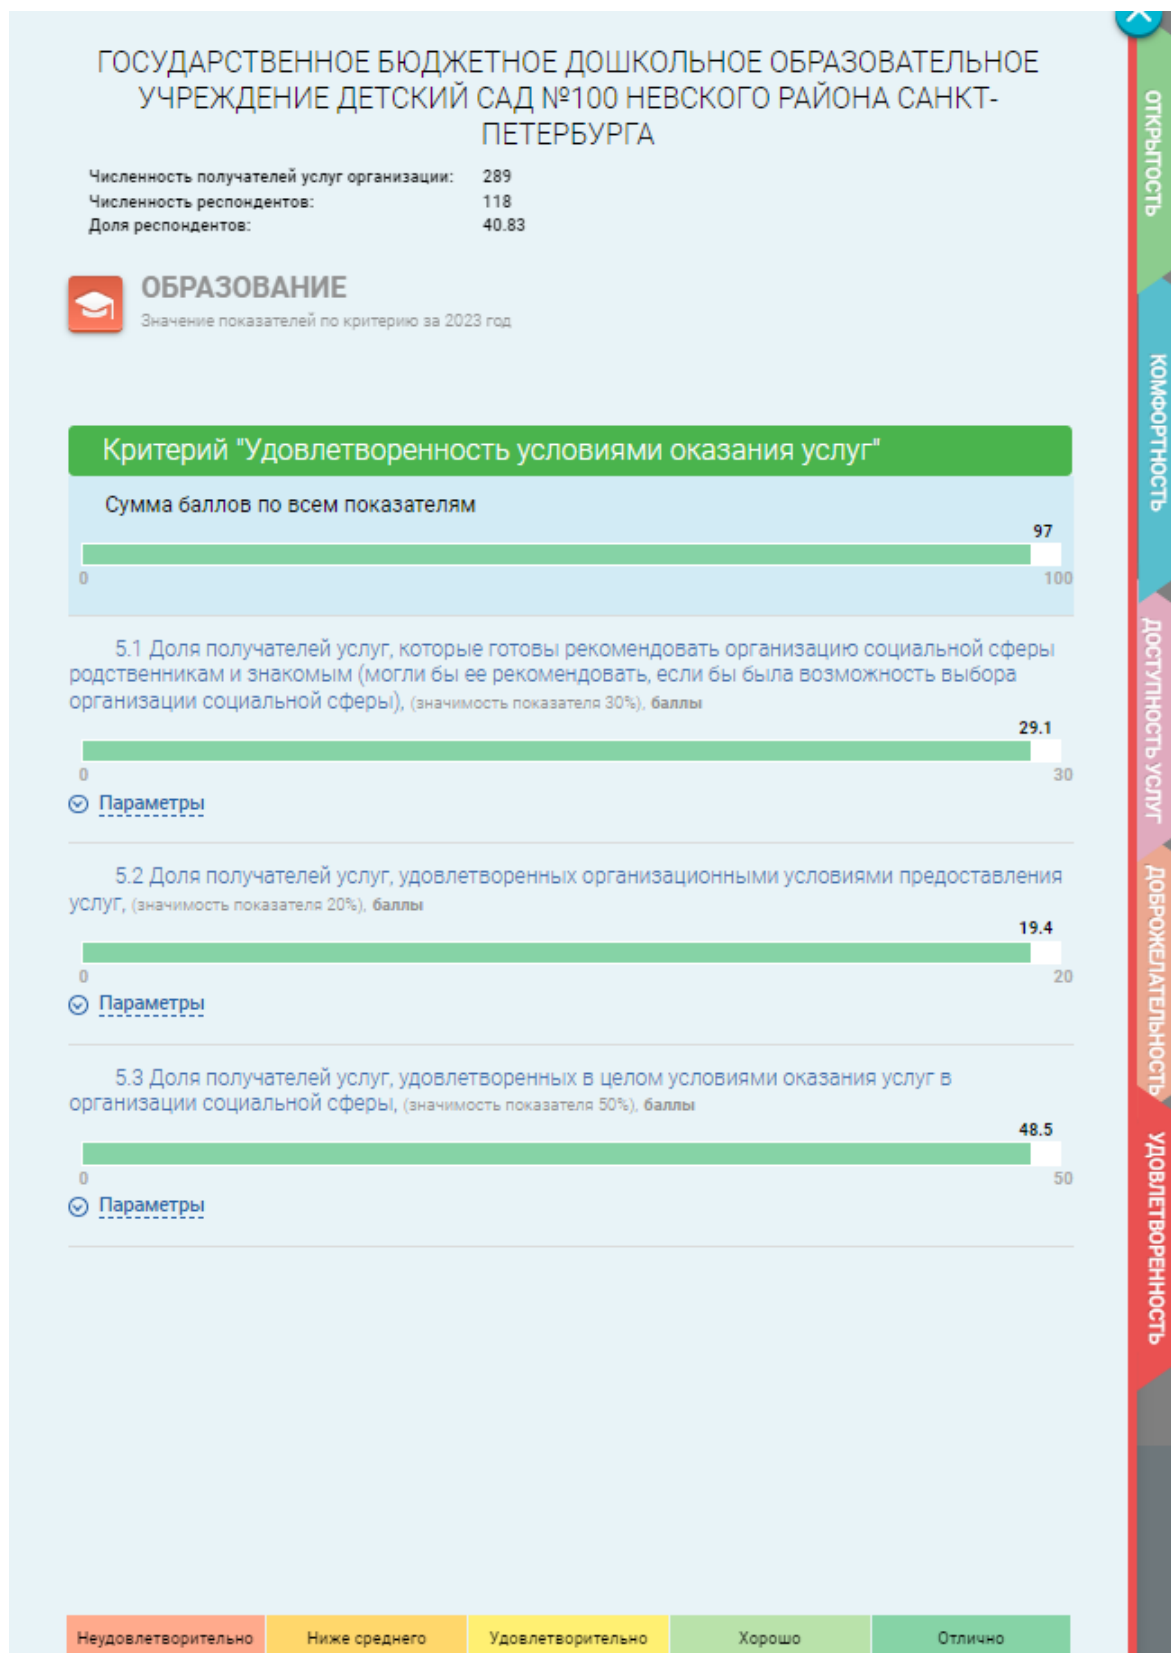 ГОСУДАРСТВЕННОЕ БЮДЖЕТНОЕ ДОШКОЛЬНОЕ ОБРАЗОВАТЕЛЬНОЕ
УЧРЕЖДЕНИЕ ДЕТСКИЙ САД №100 НЕВСКОГО РАЙОНА САНКТ-
ПЕТЕРБУРГА
Численность получателей услуг организации: 289
Численность респондентов: 118
Доля респондентов: 40.83
ОБРАЗОВАНИЕ
Значение показателей по критерию за 2023 год
Критерий "Удовлетворенность условиями оказания услуг"
Сумма баллов по всем показателям
97
0 100
5.1 Доля получателей услуг, которые готовы рекомендовать организацию социальной сферы
родственникам и знакомым (могли бы ее рекомендовать, если бы была возможность выбора
организации социальной сферы), (значимость показателя 30%), баллы
29.1
0 30
Параметры
5.2 Доля получателей услуг, удовлетворенных организационными условиями предоставления
услуг, (значимость показателя 20%), баллы
19.4
0 20
Параметры
5.3 Доля получателей услуг, удовлетворенных в целом условиями оказания услуг в
организации социальной сферы, (значимость показателя 50%), баллы
48.5
0 50
Параметры
Неудовлетворительно Ниже среднего Удовлетворительно Хорошо Отлично
ОТКРЫТОСТЬ
КОМФОРТНОСТЬ
ДОСТУПНОСТЬ УСЛУГ
ДОБРОЖЕЛАТЕЛЬНОСТЬ
УДОВЛЕТВОРЕННОСТЬ